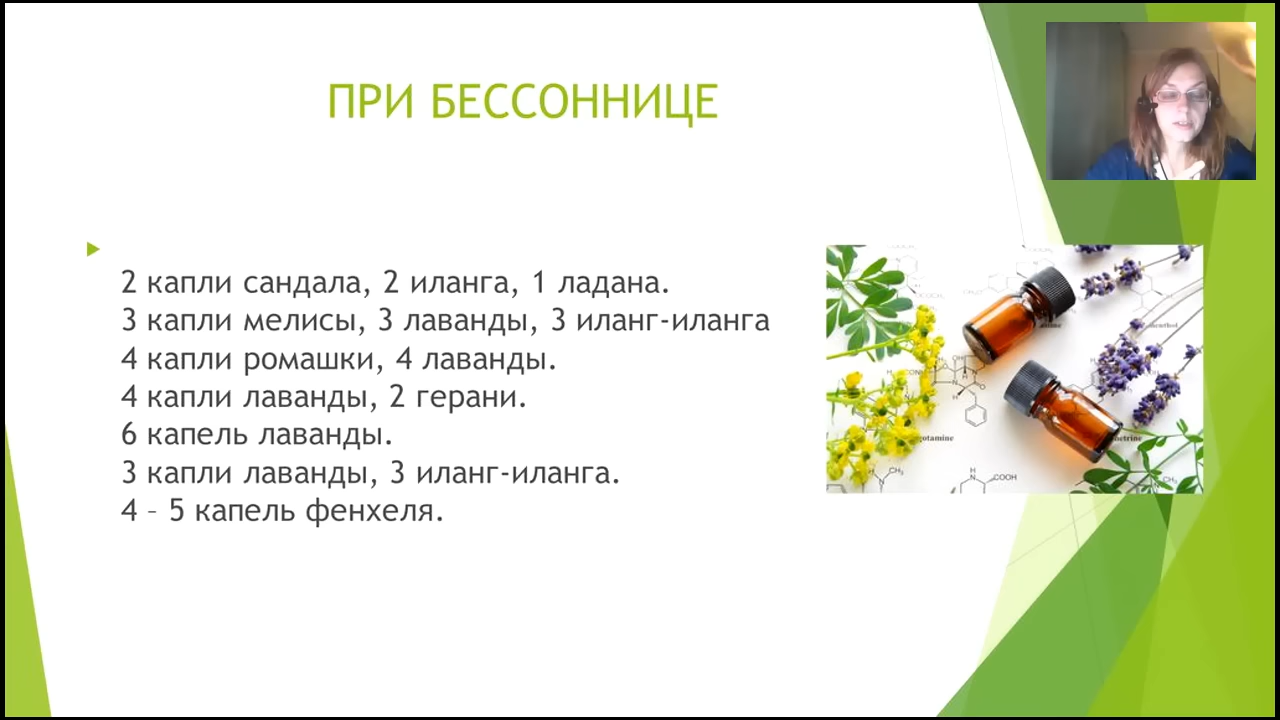 ПРИ БЕССОННИЦЕ
2 капли сандала, 2 иланга, 1 ладана.
3 капли мелисы, 3 лаванды, 3 иланг-иланга
4 капли ромашки, 4 лаванды.
4 капли лаванды, 2 герани.
6 капель лаванды.
3 капли лаванды, 3 иланг-иланга.
4 – 5 капель фенхеля.
COOH